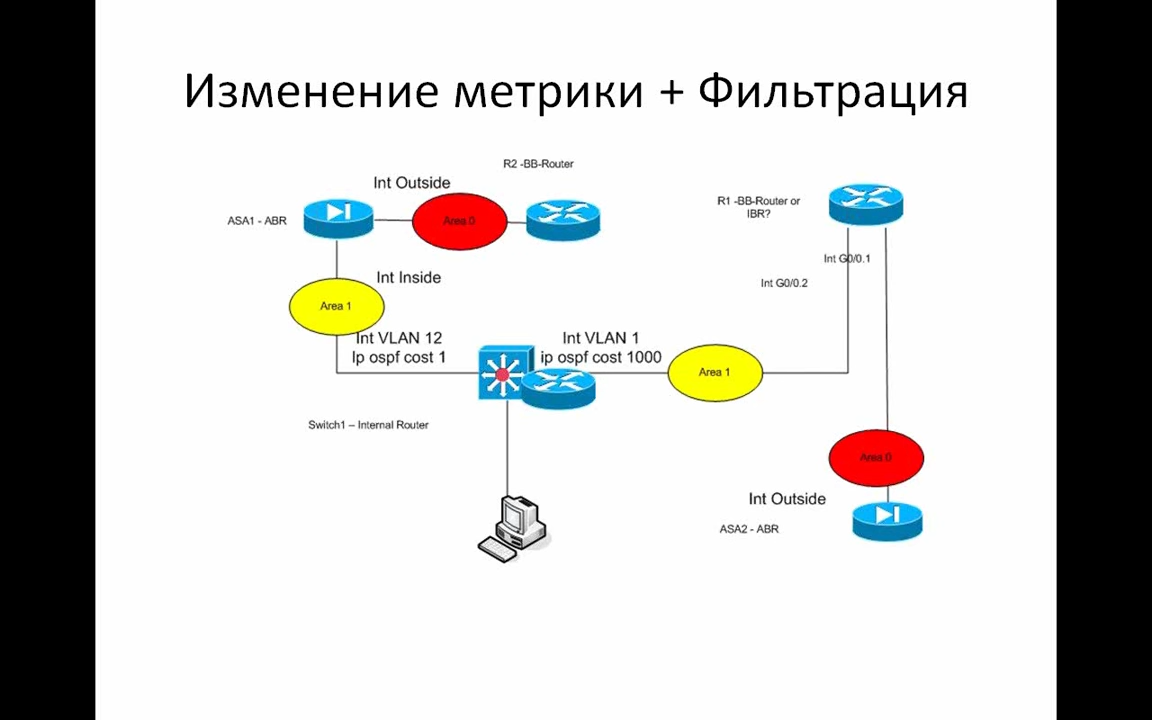 Изменение метрики + Фильтрация
R2 -BB-Router
Int Outside
ASA1 - ABR
Area 0
R1 -BB-Router or
IBR?
Int G0/0.1
Int G0/0.2
Int Inside
Area 1
Int VLAN 12
Ip ospf cost 1
Int VLAN 1
ip ospf cost 1000
Area 1
Switch1 – Internal Router
Area 0
Int Outside
ASA2 - ABR